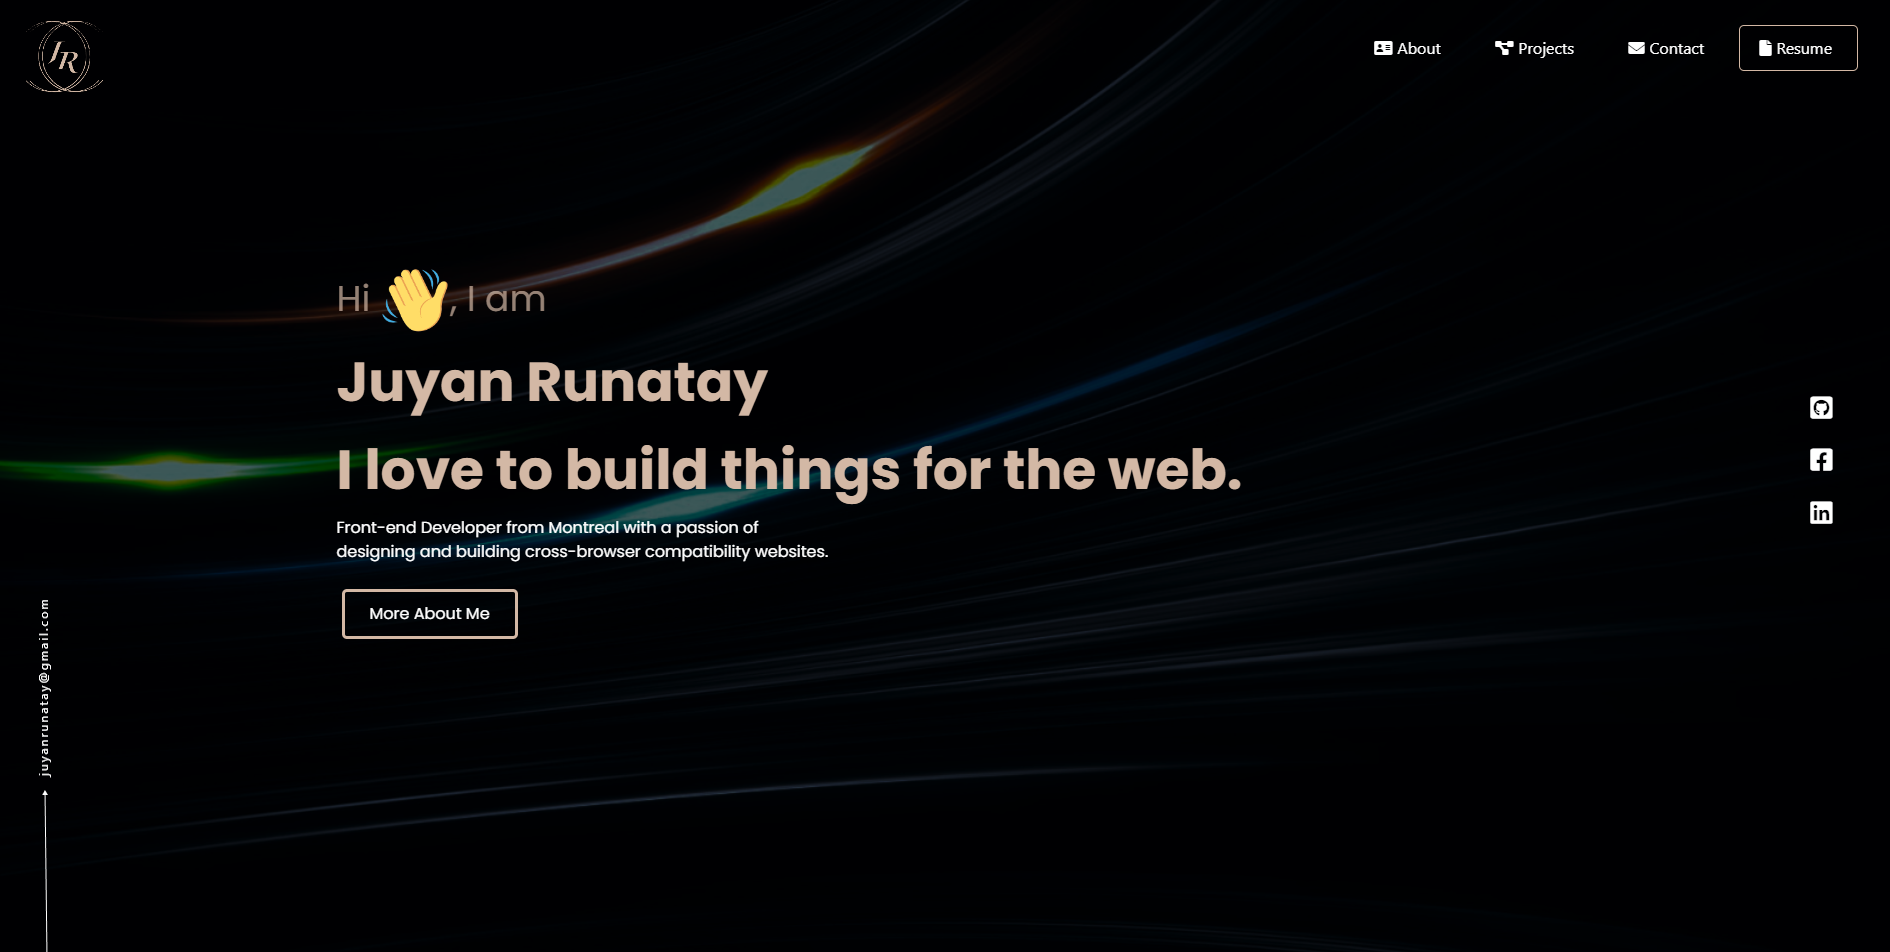 JR
About
Projects
Contact
Resume
Hi 👋, I am
Juyan Runatay
I love to build things for the web.
Front-end Developer from Montreal with a passion of
designing and building cross-browser compatibility websites.
More About Me
juyanrunatay@gmail.com
in